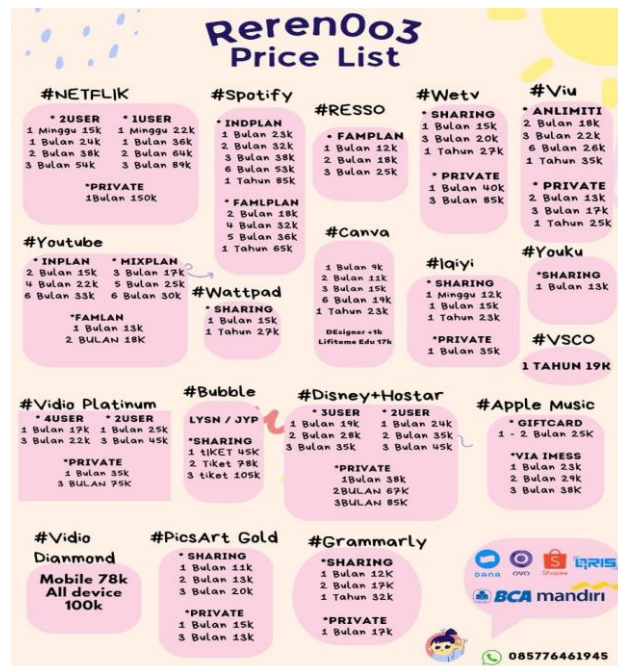 Reren0o3
Price List
#NETFLIK
* 2USER
1 Minggu 15k
1 Bulan 24k
2 Bulan 38k
3 Bulan 54k
* 1USER
1 Minggu 22k
1 Bulan 36k
2 Bulan 64k
3 Bulan 89k
*PRIVATE
1Bulan 150k
#Spotify
* INDPLAN
1 Bulan 23k
2 Bulan 32k
3 Bulan 38k
6 Bulan 53k
1 Tahun 85k
* FAMLPLAN
2 Bulan 18k
4 Bulan 32k
5 Bulan 36k
1 Tahun 65k
#RESSO
* FAMPLAN
1 Bulan 12k
2 Bulan 18k
3 Bulan 25k
#Wetv
* SHARING
1 Bulan 15k
3 Bulan 20k
1 Tahun 27k
* PRIVATE
1 Bulan 40k
3 Bulan 85k
#Viu
* ANLIMITI
2 Bulan 18k
3 Bulan 22k
6 Bulan 26k
1 Tahun 35k
* PRIVATE
2 Bulan 13k
3 Bulan 17k
1 Tahun 25k
#Youtube
* INPLAN
2 Bulan 15k
4 Bulan 22k
6 Bulan 33k
* MIXPLAN
3 Bulan 17k
5 Bulan 25k
6 Bulan 30k
*FAMLAN
1 Bulan 13k
2 BULAN 18K
#Wattpad
* SHARING
1 Bulan 15k
1 Tahun 27k
#Canva
1 Bulan 9k
2 Bulan 11k
3 Bulan 15k
6 Bulan 19k
1 Tahun 23k
DEsigner +1k
Lifiteme Edu 17k
#Iqiyi
* SHARING
1 Minggu 12k
1 Bulan 15k
1 Tahun 23k
*PRIVATE
1 Bulan 35k
#Youku
*SHARING
1 Bulan 13k
#VSCO
1 TAHUN 19K
#Vidio Platinum
* 4USER
1 Bulan 17k
3 Bulan 22k
* 2USER
1 Bulan 25k
3 Bulan 45k
*PRIVATE
1 Bulan 35k
3 BULAN 75K
#Bubble
LYSN / JYP
*SHARING
1 tIKET 45K
2 Tiket 78k
3 tiket 105k
#Disney+Hostar
* 3USER
1 Bulan 19k
2 Bulan 28k
3 Bulan 35k
* 2USER
1 Bulan 24k
2 Bulan 35k
3 Bulan 45k
*PRIVATE
1Bulan 38k
2BULAN 67K
3BULAN 85K
#Apple Music
* GIFTCARD
1 - 2 Bulan 25K
*VIA IMESS
1 Bulan 23k
2 Bulan 29k
3 Bulan 38K
#Vidio
Dianmond
Mobile 78k
All device
100k
#PicsArt Gold
* SHARING
1 Bulan 11k
2 Bulan 13k
3 Bulan 20k
*PRIVATE
1 Bulan 15k
3 Bulan 13k
#Grammarly
*SHARING
1 Bulan 12K
2 Bulan 17K
1 Tahun 32k
*PRIVATE
1 Bulan 17k
DANA
OVO
Shopee
QRIS
BCA
mandiri
085776461945